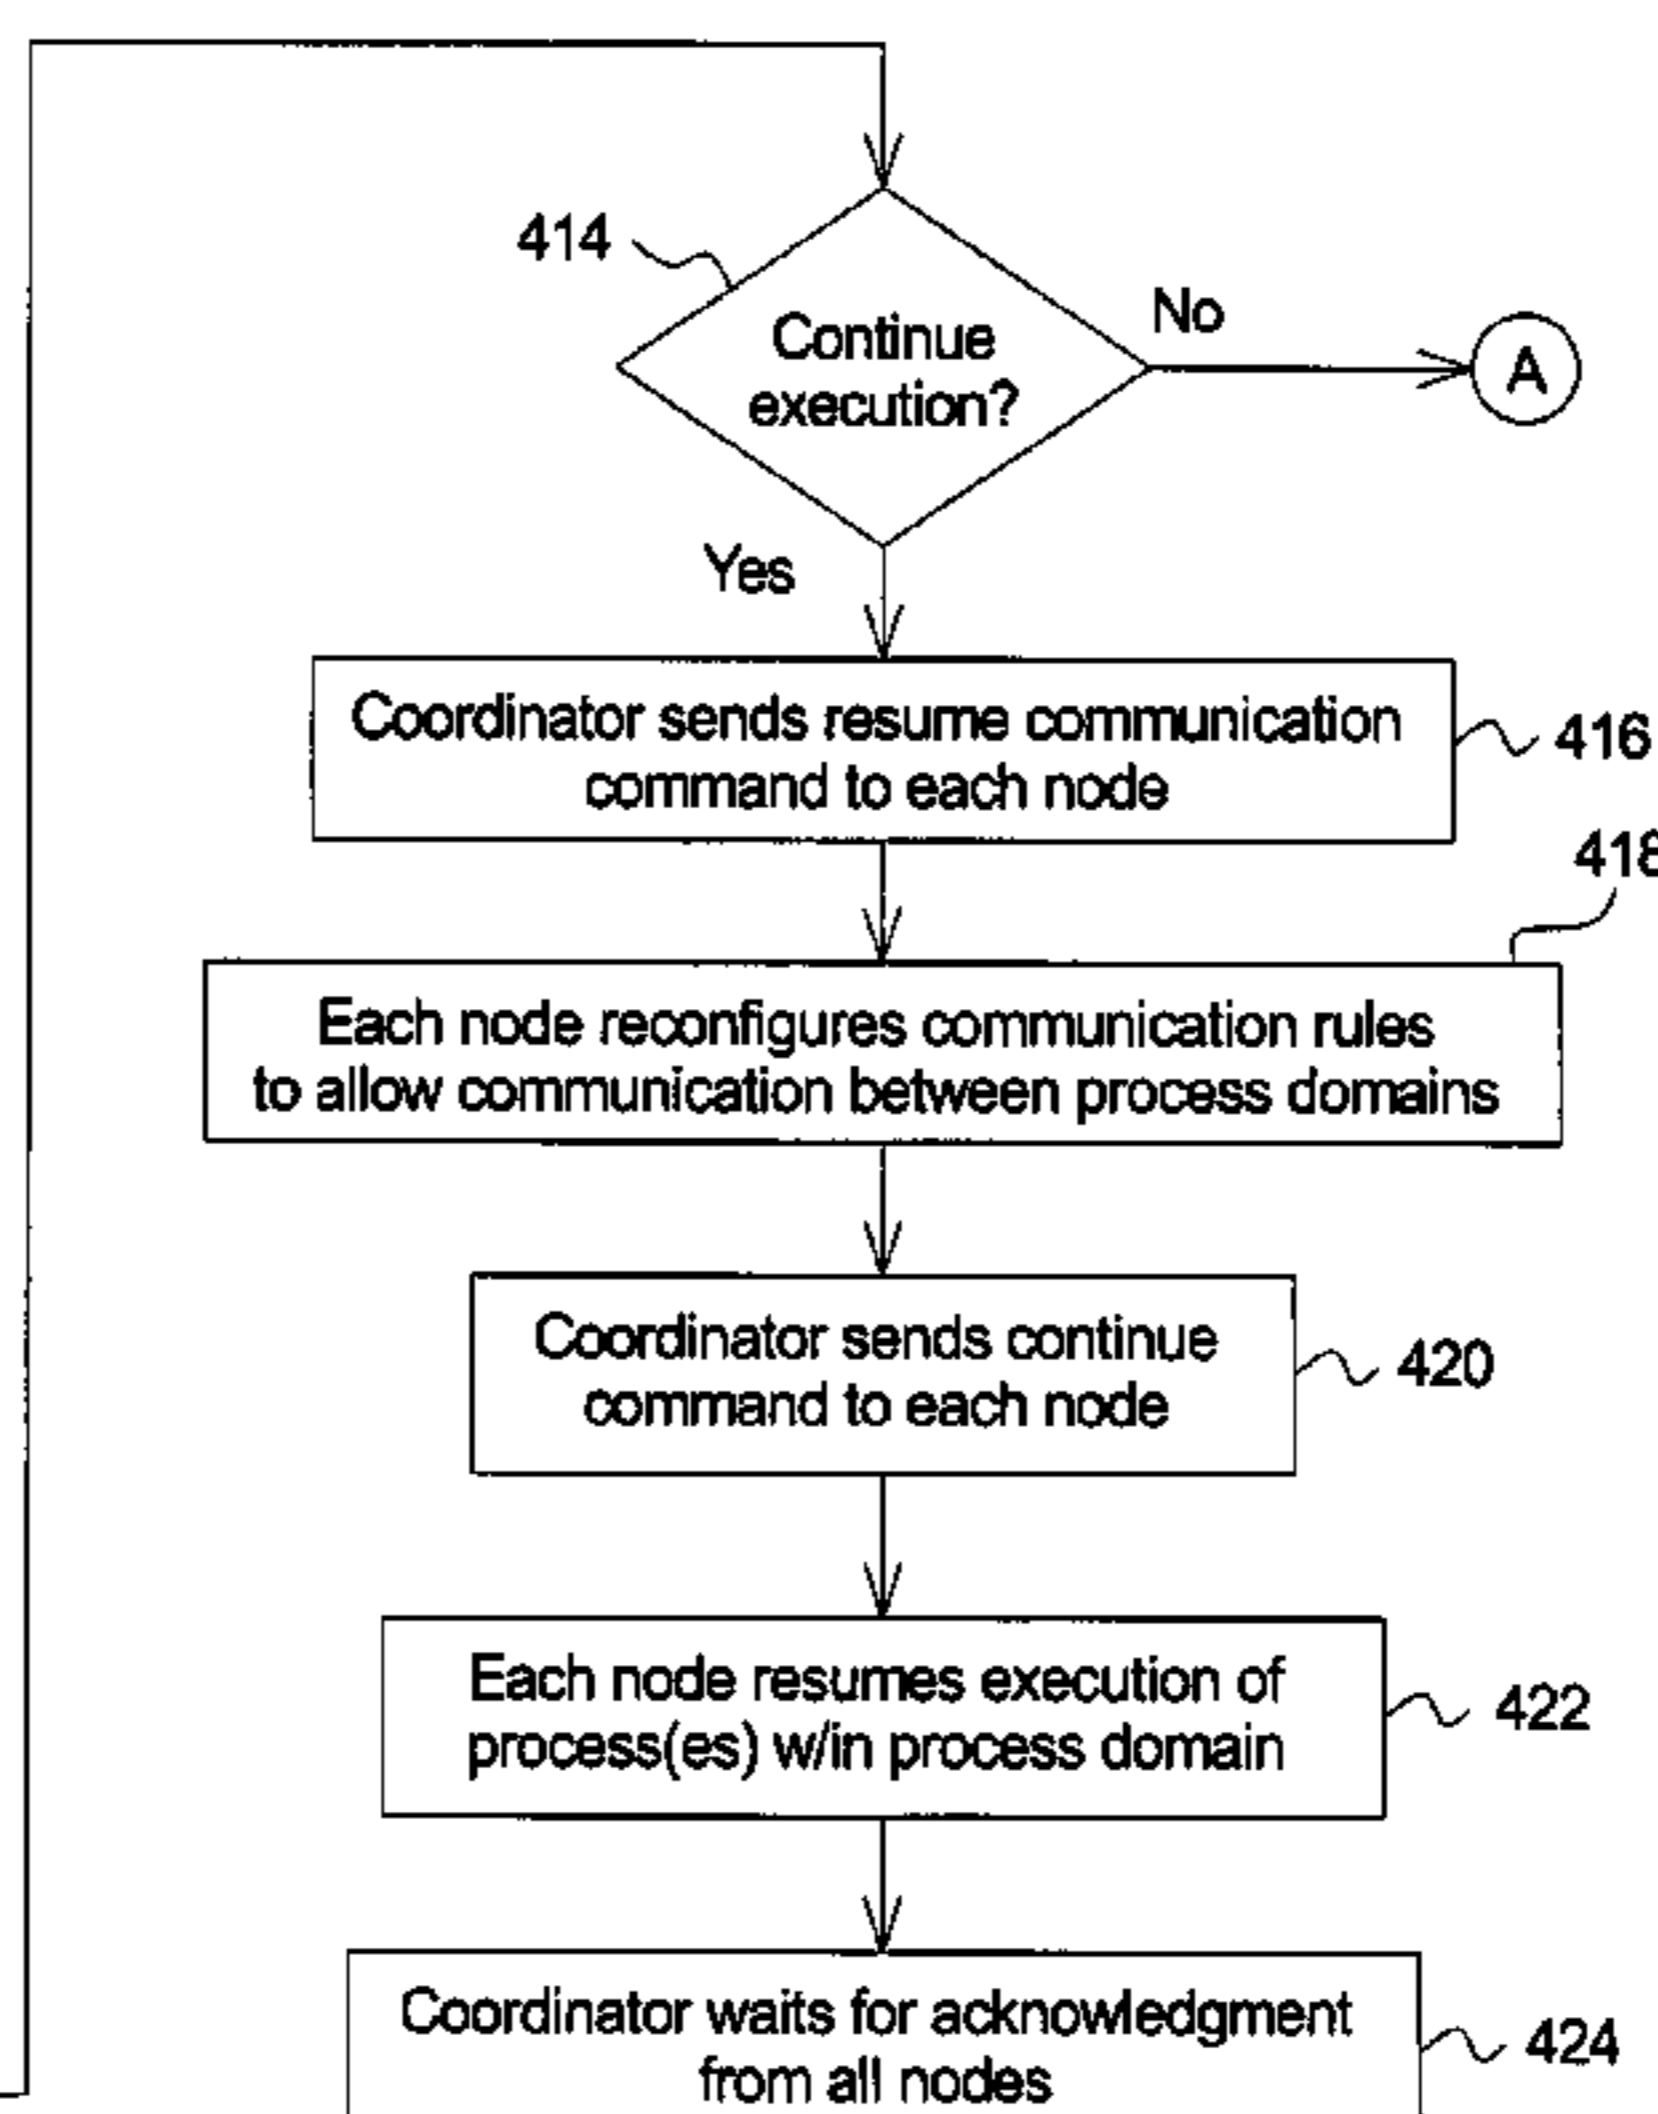 414
Continue
execution?
No
A
Yes
Coordinator sends resume communication
command to each node
416
418
Each node reconfigures communication rules
to allow communication between process domains
Coordinator sends continue
command to each node
420
Each node resumes execution of
process(es) w/in process domain
422
Coordinator waits for acknowledgment
from all nodes
424